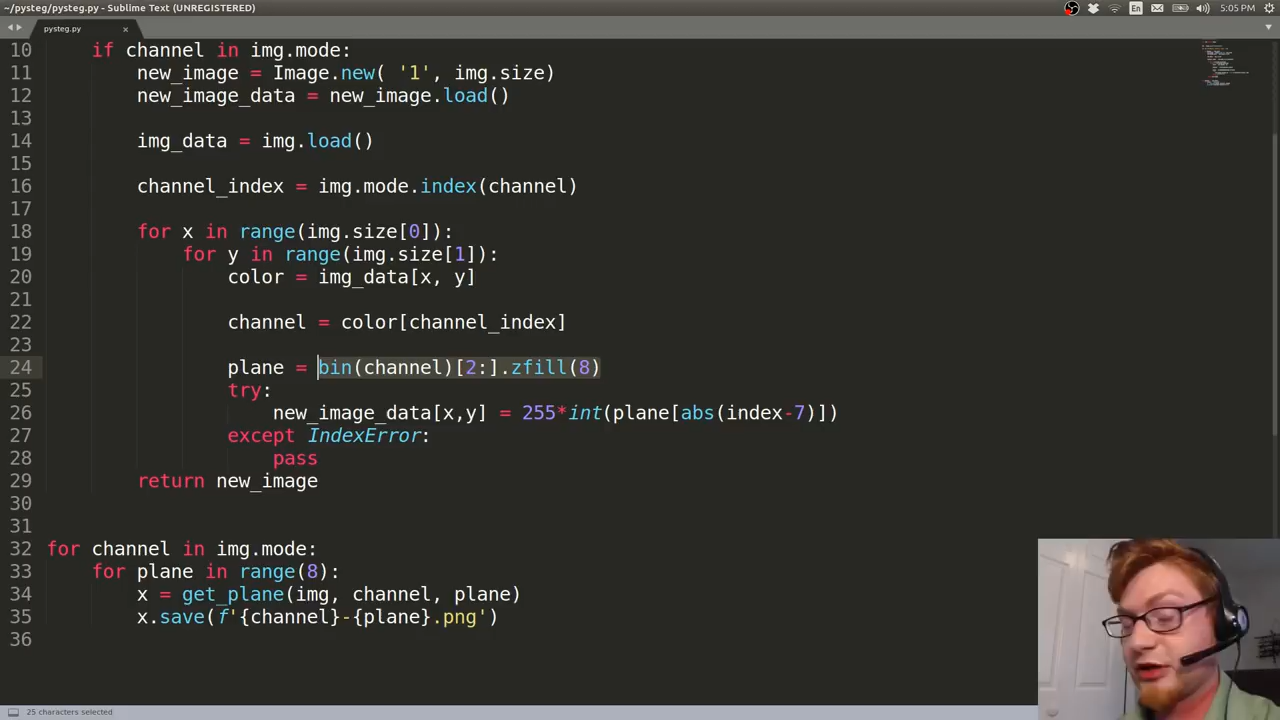 ~/pysteg/pysteg.py - Sublime Text (UNREGISTERED)
En
5:05 PM
pysteg.py
10 if channel in img.mode:
11 new_image = Image.new( '1', img.size)
12 new_image_data = new_image.load()
13
14 img_data = img.load()
15
16 channel_index = img.mode.index(channel)
17
18 for x in range(img.size[0]):
19 for y in range(img.size[1]):
20 color = img_data[x, y]
21
22 channel = color[channel_index]
23
24 plane = bin(channel)[2:].zfill(8)
25 try:
26 new_image_data[x,y] = 255*int(plane[abs(index-7)])
27 except IndexError:
28 pass
29 return new_image
30
31
32 for channel in img.mode:
33 for plane in range(8):
34 x = get_plane(img, channel, plane)
35 x.save(f'{channel}-{plane}.png')
36
25 characters selected